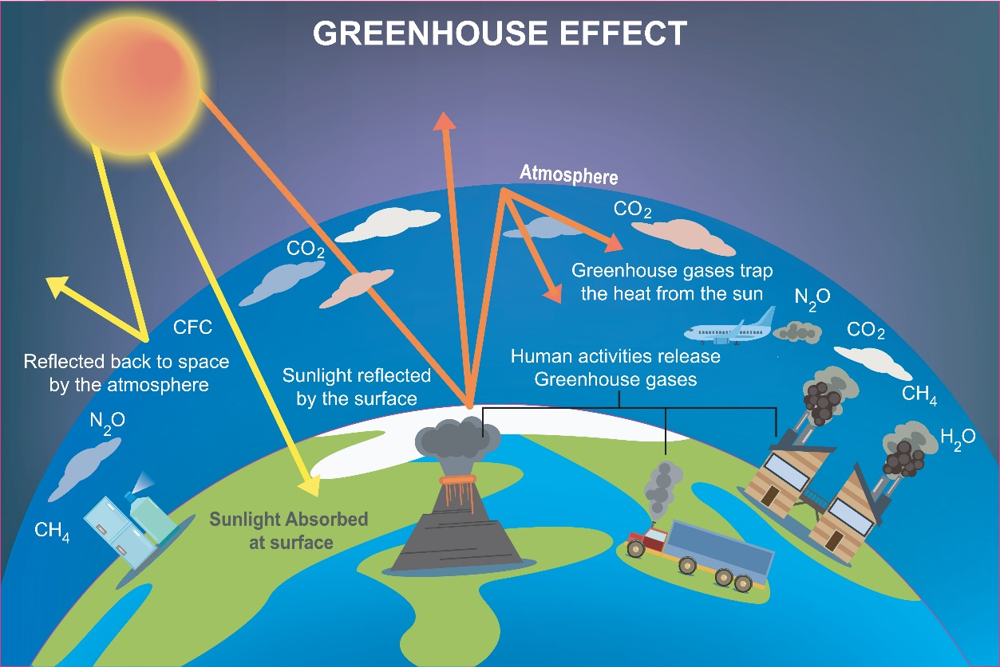 GREENHOUSE EFFECT
Atmosphere
CO₂
CO₂
Greenhouse gases trap
the heat from the sun
N₂O
CFC
CO₂
Reflected back to space
by the atmosphere
Sunlight reflected
by the surface
Human activities release
Greenhouse gases
CH₄
N₂O
H₂O
CH₄
Sunlight Absorbed
at surface